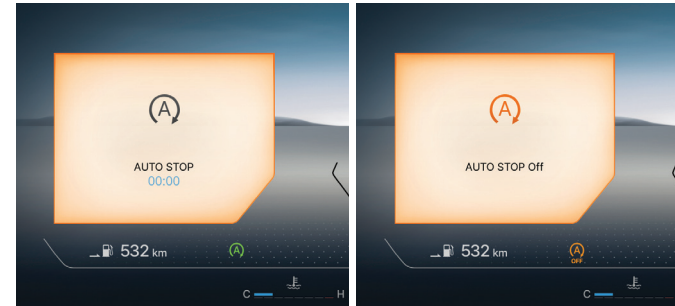 A
AUTO STOP
00:00
532 km
A
C H
A
AUTO STOP Off
532 km
A
OFF
C